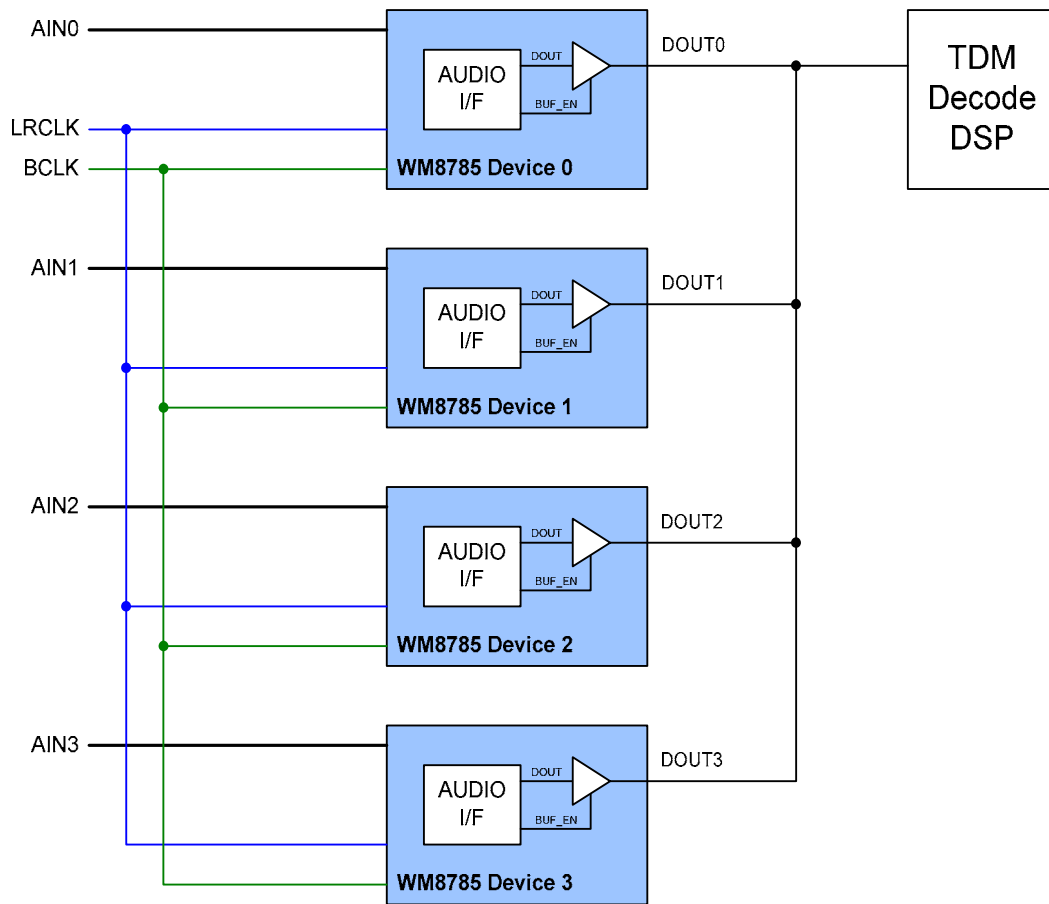 AIN0
LRCLK
BCLK
AUDIO
I/F
DOUT
BUF_EN
WM8785 Device 0
DOUT0
TDM
Decode
DSP
AIN1
AUDIO
I/F
DOUT
BUF_EN
WM8785 Device 1
DOUT1
AIN2
AUDIO
I/F
DOUT
BUF_EN
WM8785 Device 2
DOUT2
AIN3
AUDIO
I/F
DOUT
BUF_EN
WM8785 Device 3
DOUT3